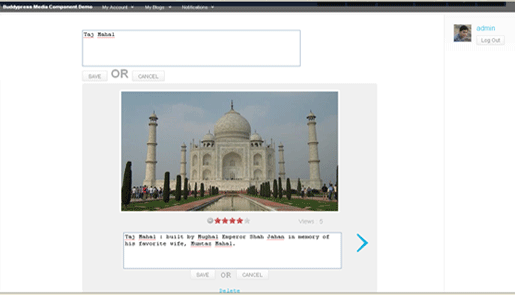 Buddypress Media Component Demo My Account My Blogs Notifications
admin
Log Out
Taj Mahal
SAVE OR CANCEL
Views 5
Taj Mahal : built by Mughal Emperor Shah Jahan in memory of
his favorite wife, Mumtaz Mahal.
SAVE OR CANCEL
Delete